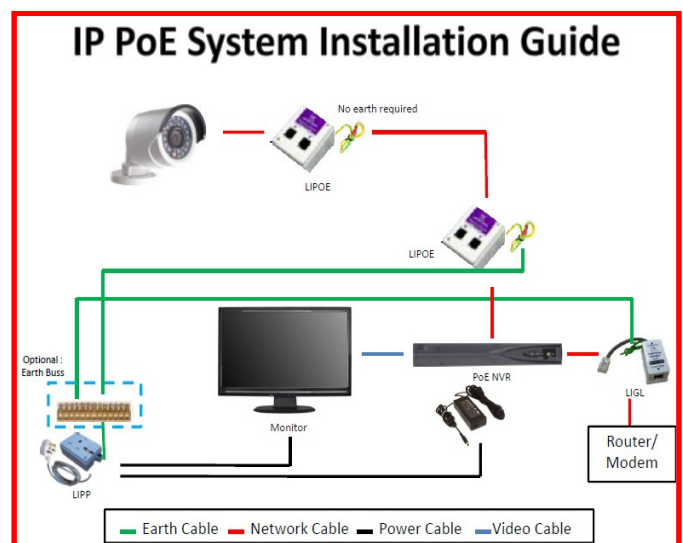 IP PoE System Installation Guide
No earth required
LIPOE
LIPOE
Optional :
Earth Buss
PoE NVR
LIGL
Monitor
Router/
Modem
LIPP
Earth Cable
Network Cable
Power Cable
Video Cable